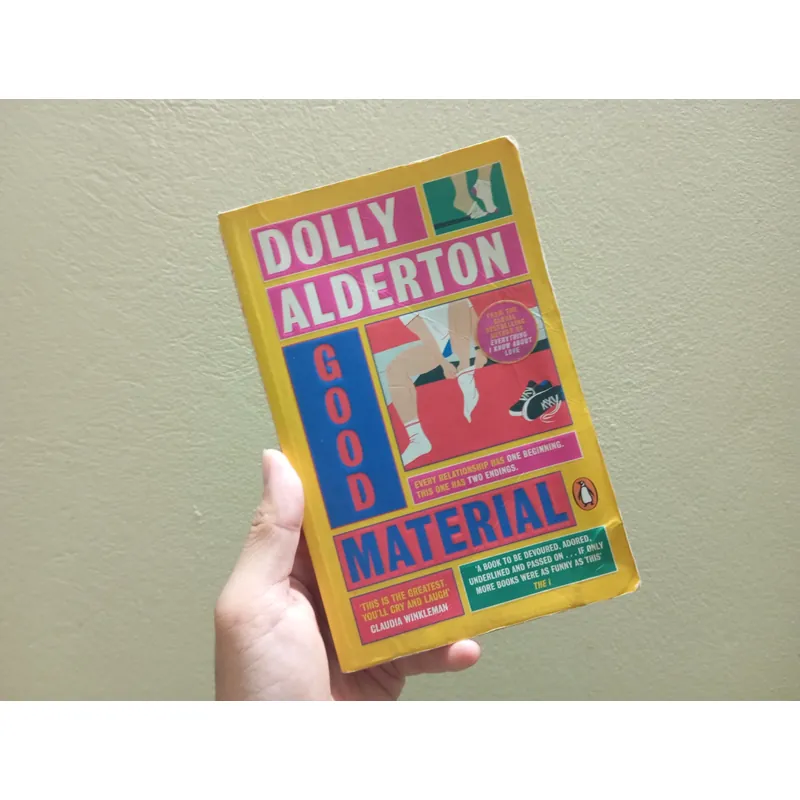 DOLLY
ALDERTON
FROM THE
BESTSELLING
AUTHOR OF
EVERYTHING
I KNOW ABOUT
LOVE
GOOD
EVERY RELATIONSHIP HAS ONE BEGINNING.
THIS ONE HAS TWO ENDINGS.
MATERIAL
'A BOOK TO BE DEVOURED, ADORED,
UNDERLINED AND PASSED ON . . . IF ONLY
MORE BOOKS WERE AS FUNNY AS THIS'
THE I
'THIS IS THE GREATEST.
YOU'LL CRY AND LAUGH'
CLAUDIA WINKLEMAN